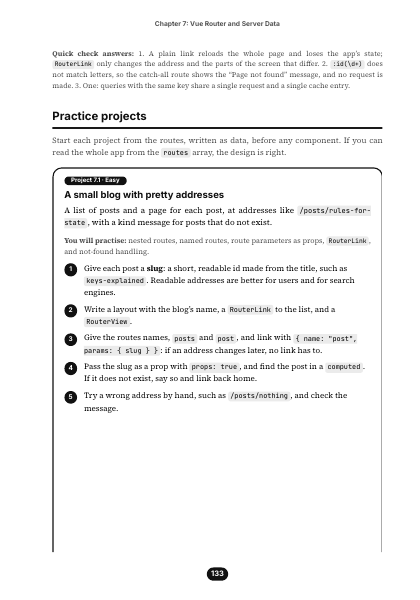 Chapter 7: Vue Router and Server Data
Quick check answers: 1. A plain link reloads the whole page and loses the app's state;
RouterLink only changes the address and the parts of the screen that differ. 2. :id(\d+) does
not match letters, so the catch-all route shows the "Page not found" message, and no request is
made. 3. One; queries with the same key share a single request and a single cache entry.
Practice projects
Start each project from the routes, written as data, before any component. If you can
read the whole app from the routes array, the design is right.
Project 7.1 · Easy
A small blog with pretty addresses
A list of posts and a page for each post, at addresses like /posts/rules-for-
state, with a kind message for posts that do not exist.
You will practise: nested routes, named routes, route parameters as props, RouterLink,
and not-found handling.
1 Give each post a slug: a short, readable id made from the title, such as
keys-explained. Readable addresses are better for users and for search
engines.
2 Write a layout with the blog's name, a RouterLink to the list, and a
RouterView.
3 Give the routes names, posts and post, and link with { name: "post",
params: { slug } }: if an address changes later, no link has to.
4 Pass the slug as a prop with props: true, and find the post in a computed.
If it does not exist, say so and link back home.
5 Try a wrong address by hand, such as /posts/nothing, and check the
message.
133